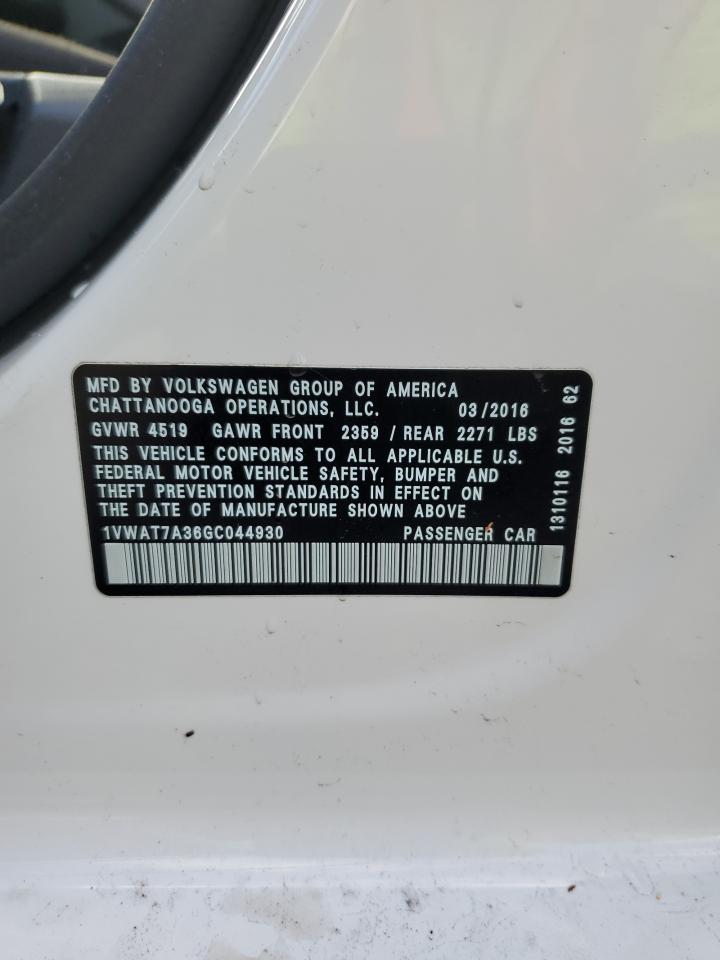 MFD BY VOLKSWAGEN GROUP OF AMERICA
CHATTANOOGA OPERATIONS, LLC. 03/2016
GVWR 4519 GAWR FRONT 2359 / REAR 2271 LBS
THIS VEHICLE CONFORMS TO ALL APPLICABLE U.S.
FEDERAL MOTOR VEHICLE SAFETY, BUMPER AND
THEFT PREVENTION STANDARDS IN EFFECT ON
THE DATE OF MANUFACTURE SHOWN ABOVE
1VWAT7A36GC044930 PASSENGER CAR
1310116 2016 62